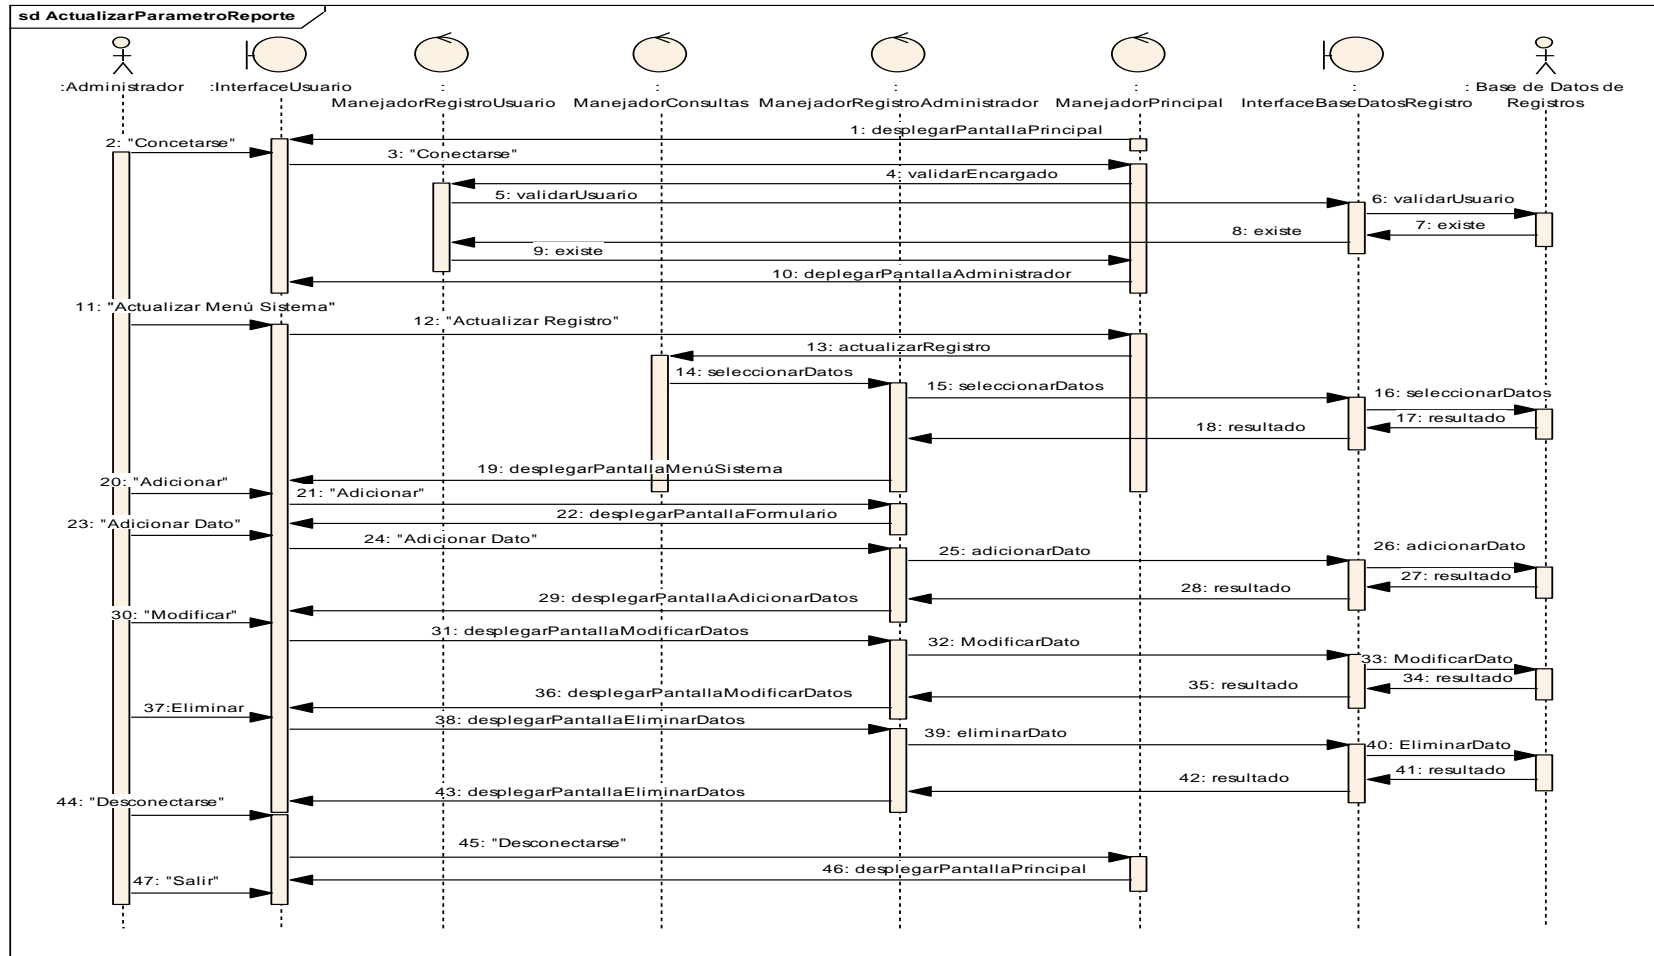 sd ActualizarParametroReporte
:Administrador
:InterfaceUsuario
:
ManejadorRegistroUsuario
:
ManejadorConsultas
:
ManejadorRegistroAdministrador
:
ManejadorPrincipal
:
InterfaceBaseDatosRegistro
: Base de Datos de
Registros
1: desplegarPantallaPrincipal
2: "Concetarse"
3: "Conectarse"
4: validarEncargado
5: validarUsuario
6: validarUsuario
7: existe
8: existe
9: existe
10: deplegarPantallaAdministrador
11: "Actualizar Menú Sistema"
12: "Actualizar Registro"
13: actualizarRegistro
14: seleccionarDatos
15: seleccionarDatos
16: seleccionarDatos
17: resultado
18: resultado
19: desplegarPantallaMenúSistema
20: "Adicionar"
21: "Adicionar"
22: desplegarPantallaFormulario
23: "Adicionar Dato"
24: "Adicionar Dato"
25: adicionarDato
26: adicionarDato
27: resultado
28: resultado
29: desplegarPantallaAdicionarDatos
30: "Modificar"
31: desplegarPantallaModificarDatos
32: ModificarDato
33: ModificarDato
34: resultado
35: resultado
36: desplegarPantallaModificarDatos
37:Eliminar
38: desplegarPantallaEliminarDatos
39: eliminarDato
40: EliminarDato
41: resultado
42: resultado
43: desplegarPantallaEliminarDatos
44: "Desconectarse"
45: "Desconectarse"
46: desplegarPantallaPrincipal
47: "Salir"